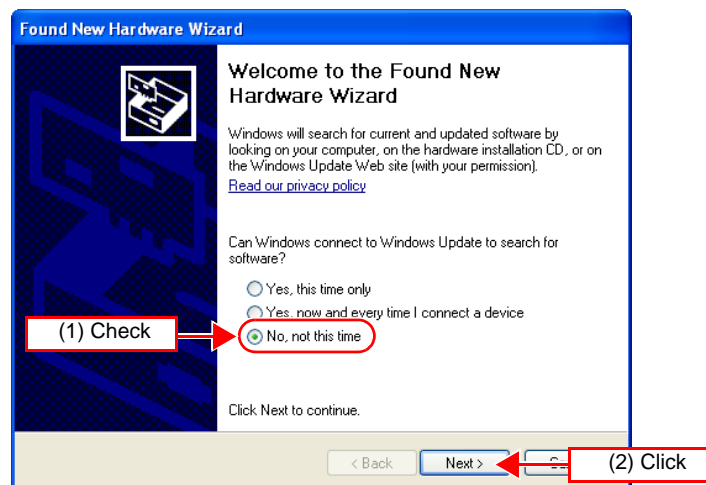 Found New Hardware Wizard
Welcome to the Found New
Hardware Wizard
Windows will search for current and updated software by
looking on your computer, on the hardware installation CD, or on
the Windows Update Web site (with your permission).
Read our privacy policy
Can Windows connect to Windows Update to search for
software?
Yes, this time only
Yes, now and every time I connect a device
(1) Check
No, not this time
Click Next to continue.
< Back
Next >
(2) Click